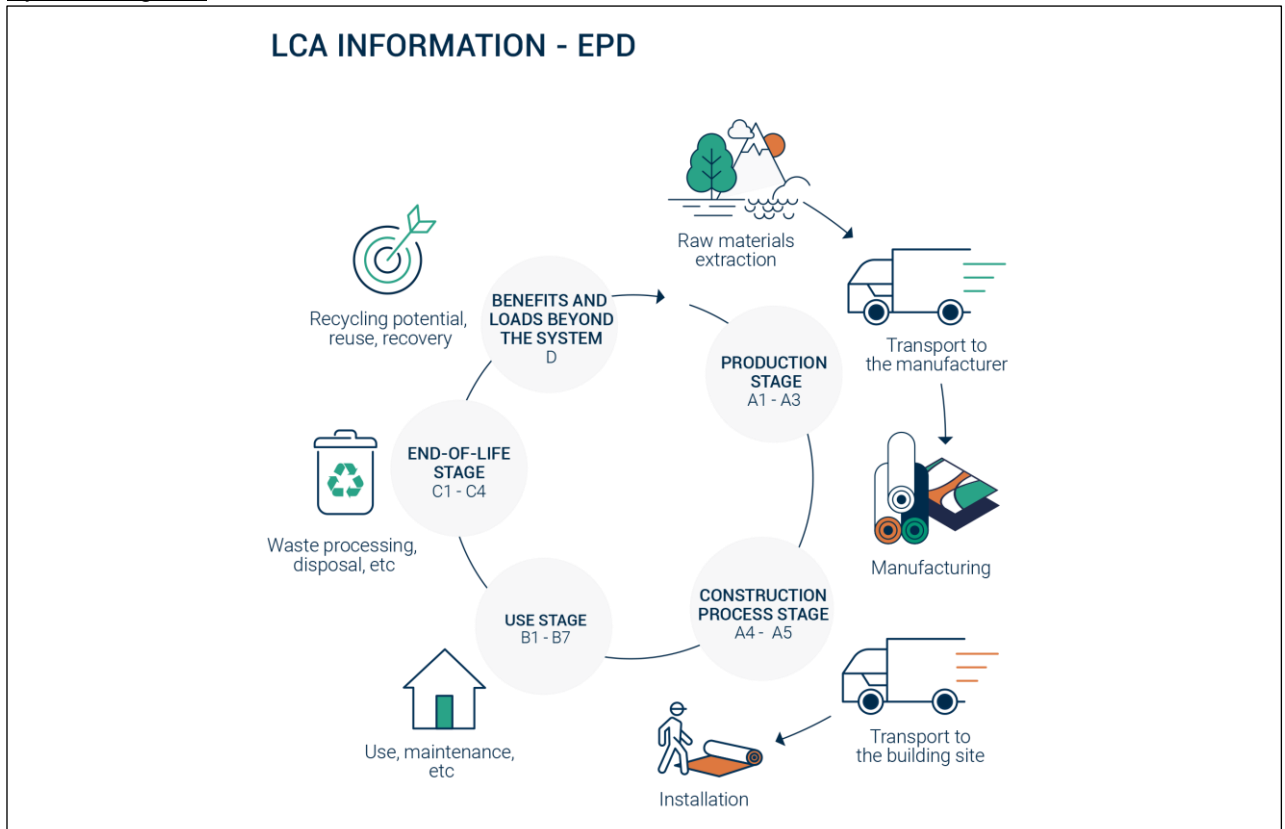 LCA INFORMATION - EPD
Raw materials
extraction
Transport to
the manufacturer
Manufacturing
Transport to
the building site
Installation
Use, maintenance,
etc
Waste processing,
disposal, etc
Recycling potential,
reuse, recovery
BENEFITS AND
LOADS BEYOND
THE SYSTEM
D
PRODUCTION
STAGE
A1 - A3
CONSTRUCTION
PROCESS STAGE
A4 - A5
USE STAGE
B1 - B7
END-OF-LIFE
STAGE
C1 - C4